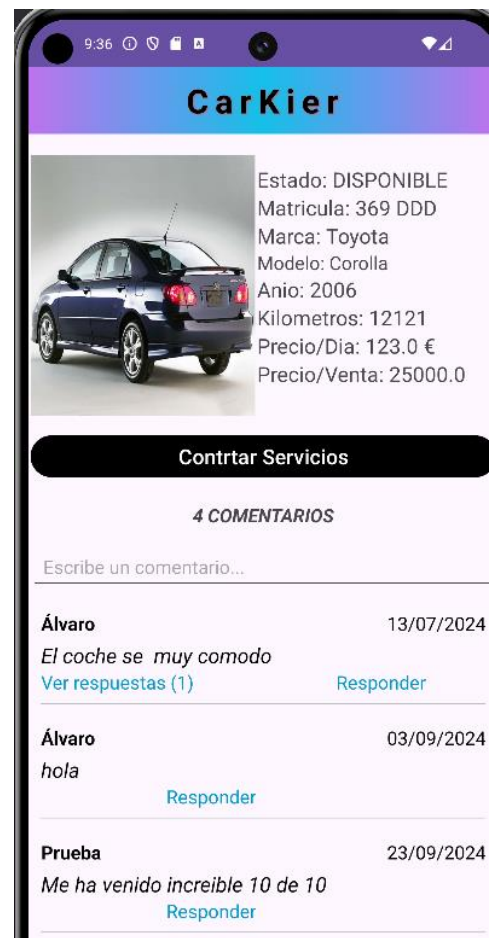 9:36
CarKier
Estado: DISPONIBLE
Matricula: 369 DDD
Marca: Toyota
Modelo: Corolla
Anio: 2006
Kilometros: 12121
Precio/Dia: 123.0 €
Precio/Venta: 25000.0
Contrtar Servicios
4 COMENTARIOS
Escribe un comentario...
Álvaro 13/07/2024
El coche se  muy comodo
Ver respuestas (1) Responder
Álvaro 03/09/2024
hola
Responder
Prueba 23/09/2024
Me ha venido increible 10 de 10
Responder